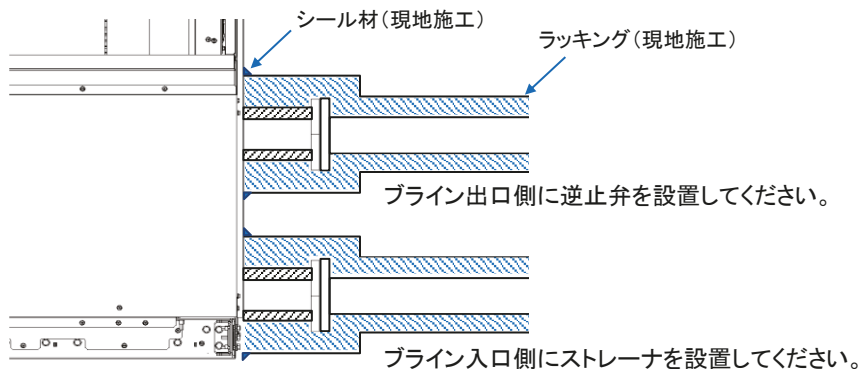 シール材（現地施工）
ラッキング（現地施工）
ブライン出口側に逆止弁を設置してください。
ブライン入口側にストレーナを設置してください。